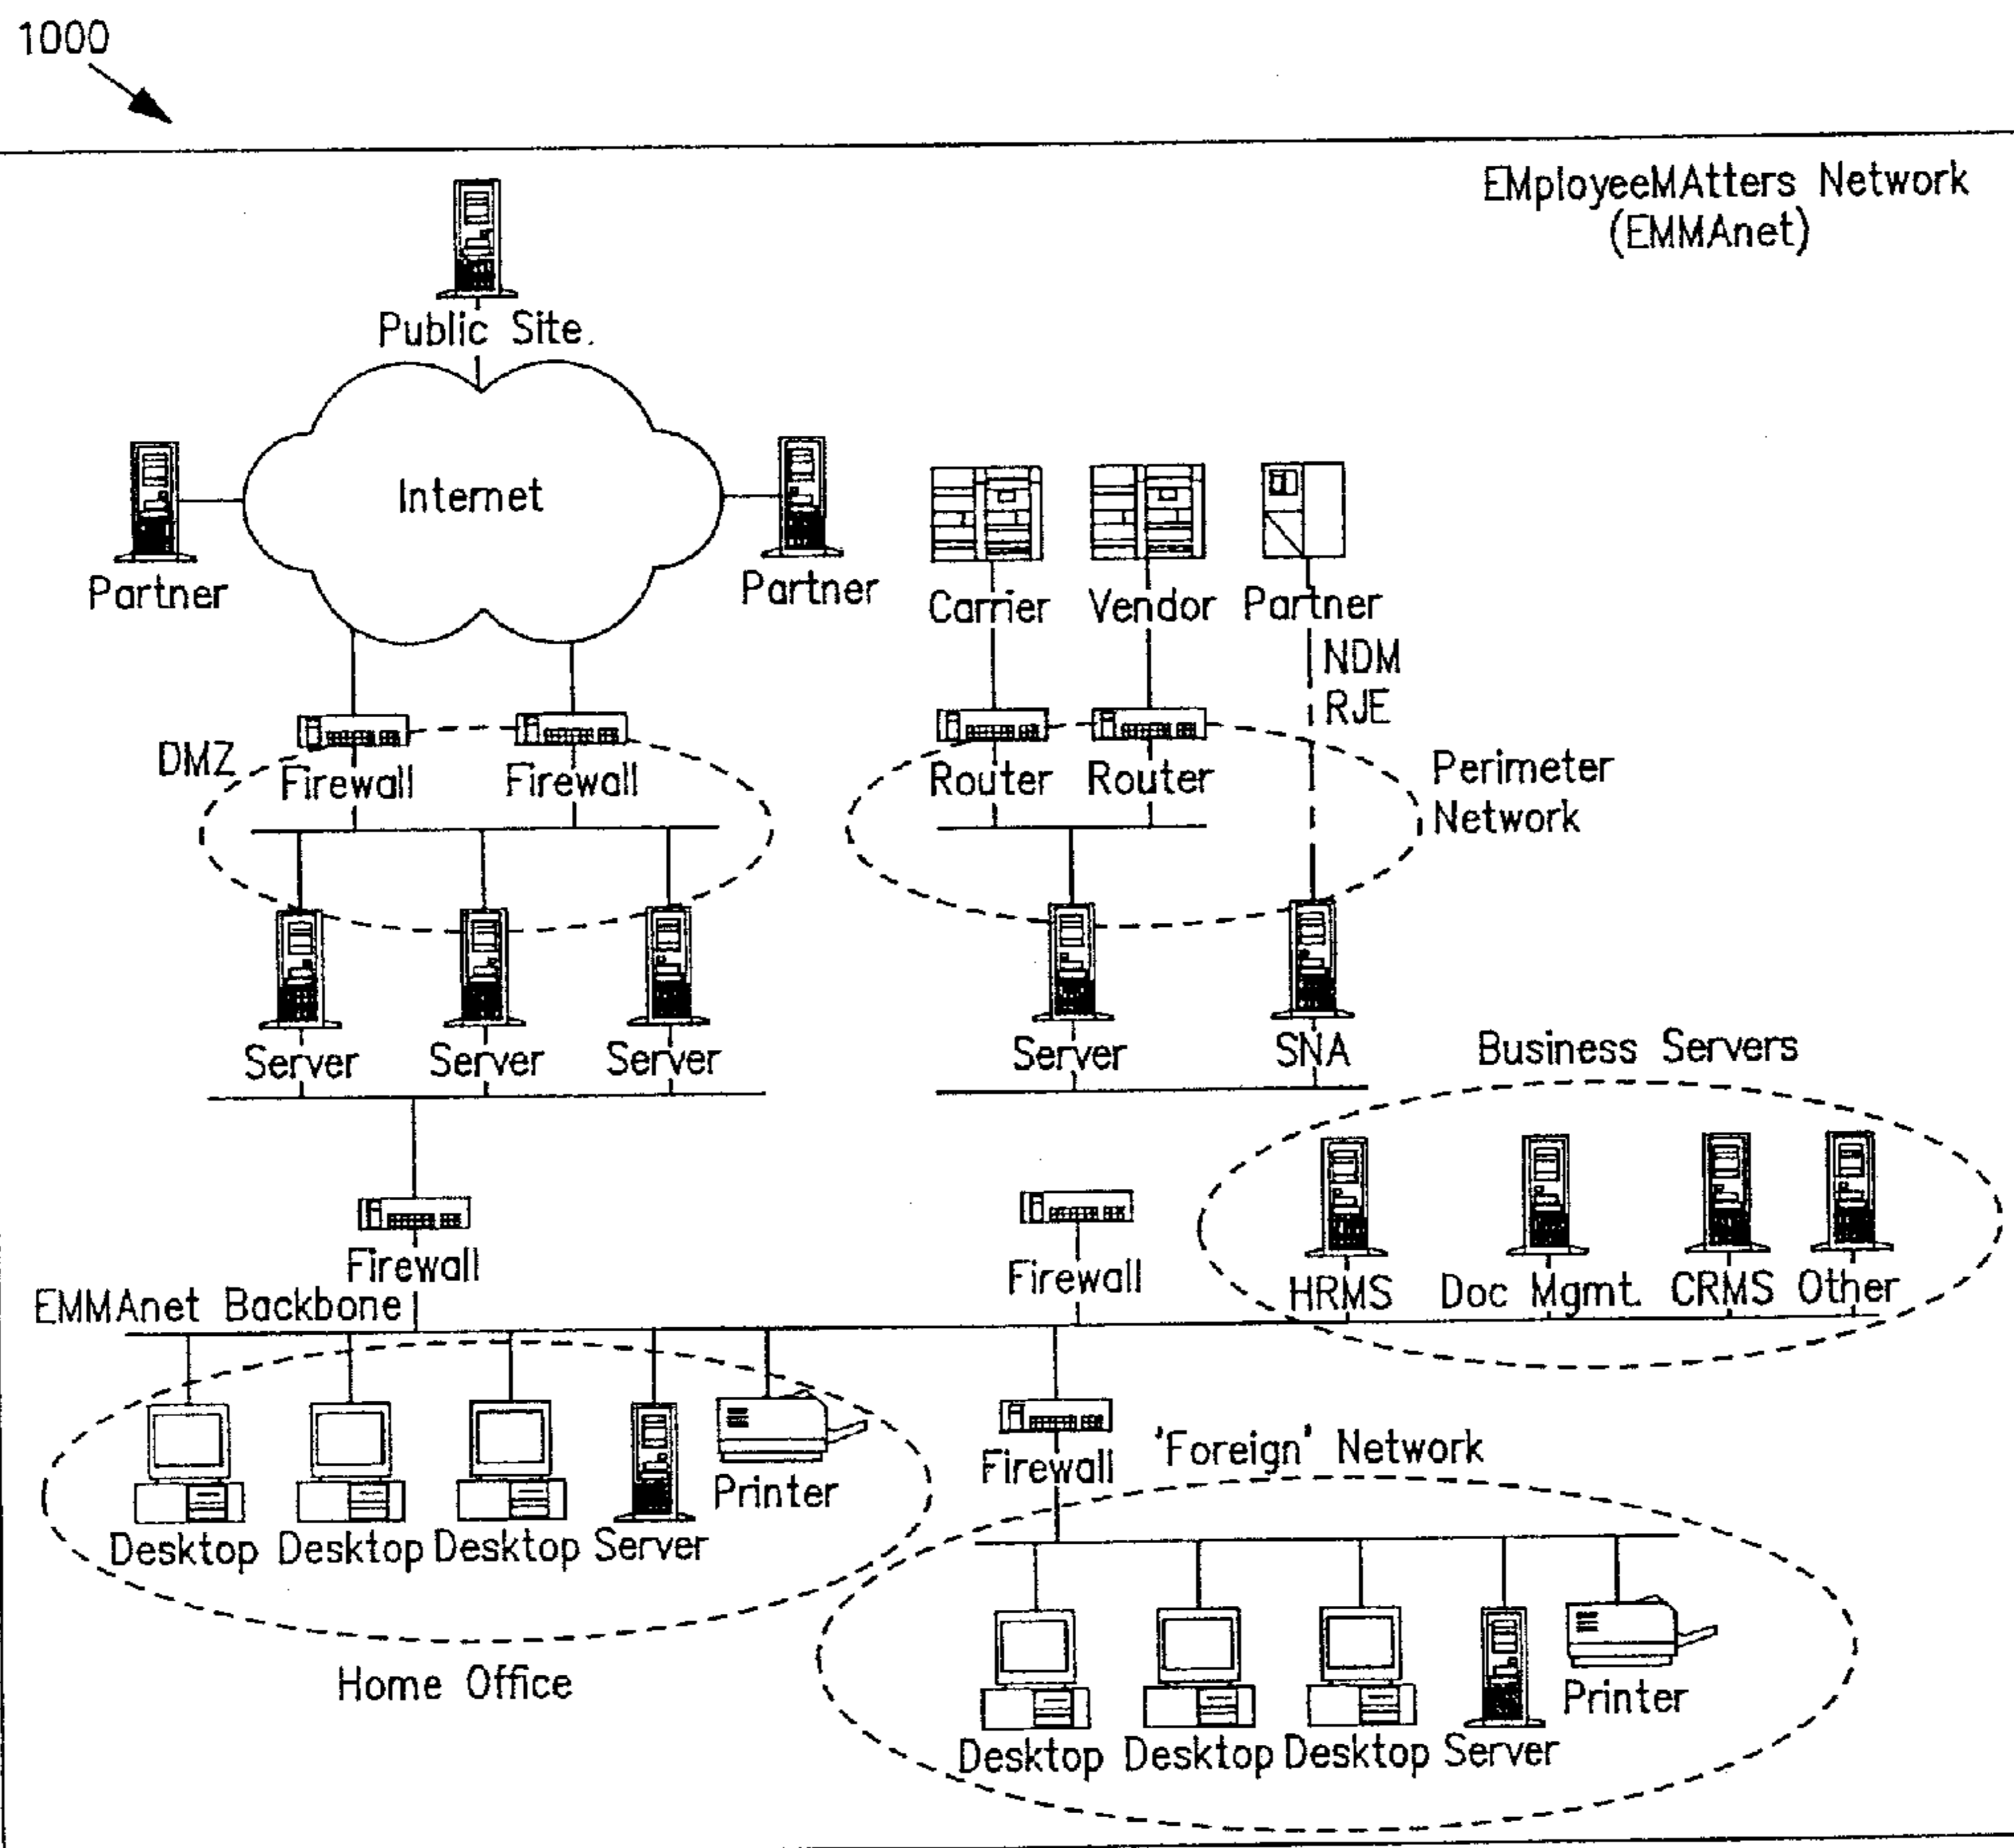 1000
EMployeeMAtters Network
(EMMAnet)
Public Site.
Internet
Partner
Partner
Carrier
Vendor
Partner
NDM
RJE
DMZ
Firewall
Firewall
Router
Router
Perimeter
Network
Server
Server
Server
Server
SNA
Business Servers
Firewall
Firewall
HRMS
Doc Mgmt.
CRMS
Other
EMMAnet Backbone
Firewall
'Foreign' Network
Printer
Desktop
Desktop
Desktop
Server
Home Office
Printer
Desktop
Desktop
Desktop
Server